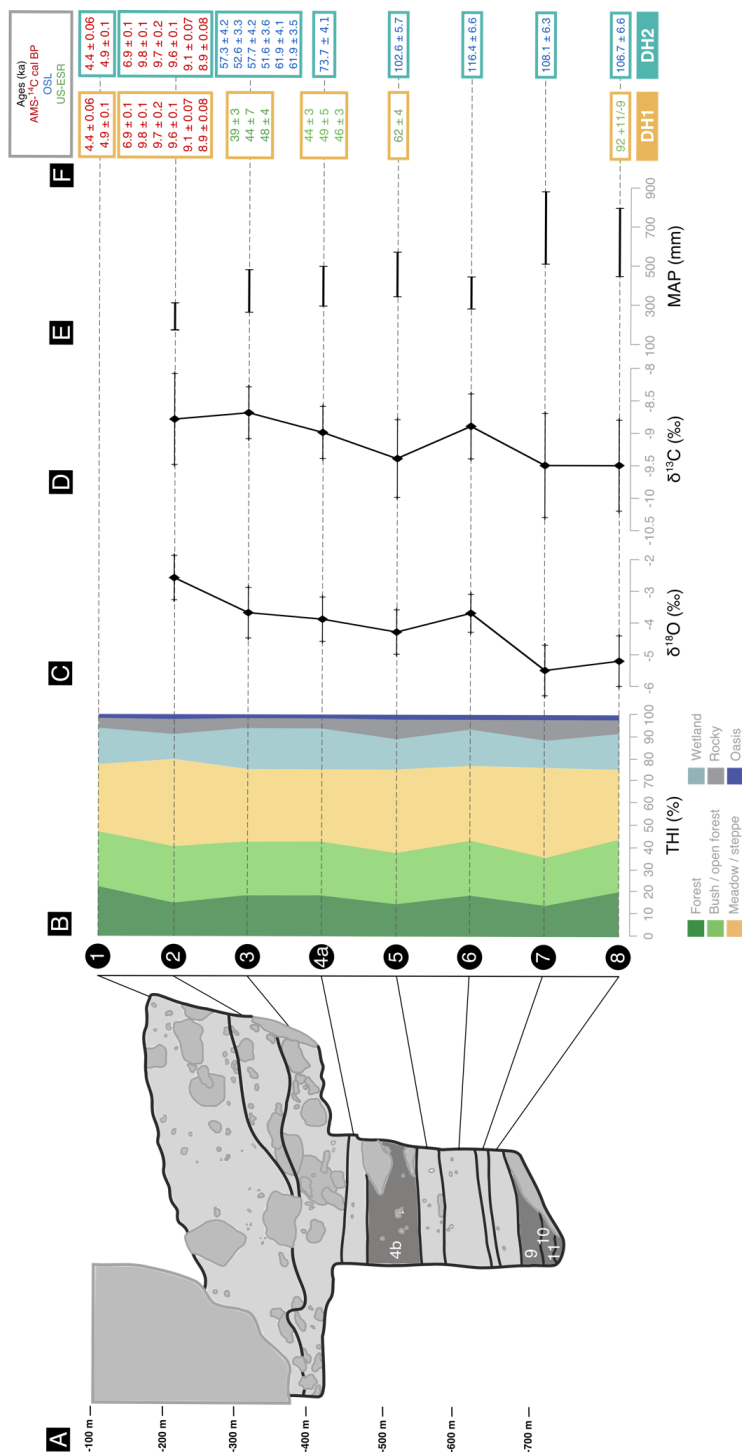 A
-100 m
-200 m
-300 m
-400 m
-500 m
-600 m
-700 m
4b
9
10
11
B
1
2
3
4a
5
6
7
8
0 10 20 30 40 50 60 70 80 90 100
THI (%)
Forest
Bush / open forest
Meadow / steppe
Wetland
Rocky
Oasis
C
-6 -5 -4 -3 -2
δ18O (‰)
D
-10.5 -10 -9.5 -9 -8.5 -8
δ13C (‰)
E
100 300 500 700 900
MAP (mm)
F
Ages (ka)
AMS-14C cal BP
OSL
US-ESR
4.4 ± 0.06
4.9 ± 0.1
6.9 ± 0.1
9.8 ± 0.1
9.7 ± 0.2
9.6 ± 0.1
9.1 ± 0.07
8.9 ± 0.08
39 ± 3
44 ± 7
48 ± 4
44 ± 3
49 ± 5
46 ± 3
62 ± 4
92 +11/-9
DH1
4.4 ± 0.06
4.9 ± 0.1
6.9 ± 0.1
9.8 ± 0.1
9.7 ± 0.2
9.6 ± 0.1
9.1 ± 0.07
8.9 ± 0.08
57.3 ± 4.2
52.6 ± 3.3
57.7 ± 4.2
51.6 ± 3.6
61.9 ± 4.1
61.9 ± 3.5
73.7 ± 4.1
102.6 ± 5.7
116.4 ± 6.6
108.1 ± 6.3
106.7 ± 6.6
DH2